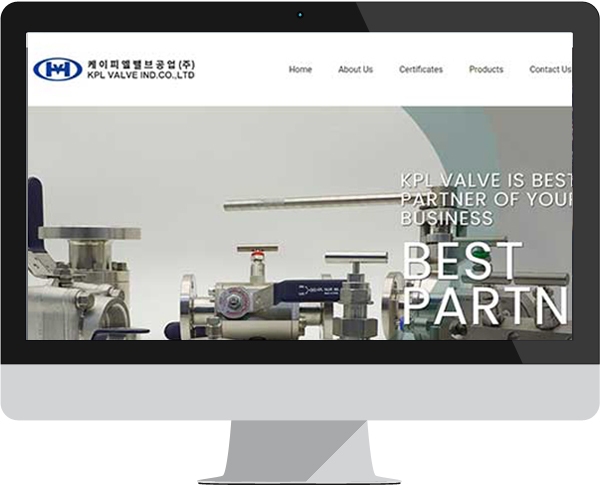 케이피엘밸브공업(주)
KPL VALVE IND.CO.,LTD
Home About Us Certificates Products Contact Us
KPL VALVE IS BEST
PARTNER OF YOUR
BUSINESS
BEST
PARTN